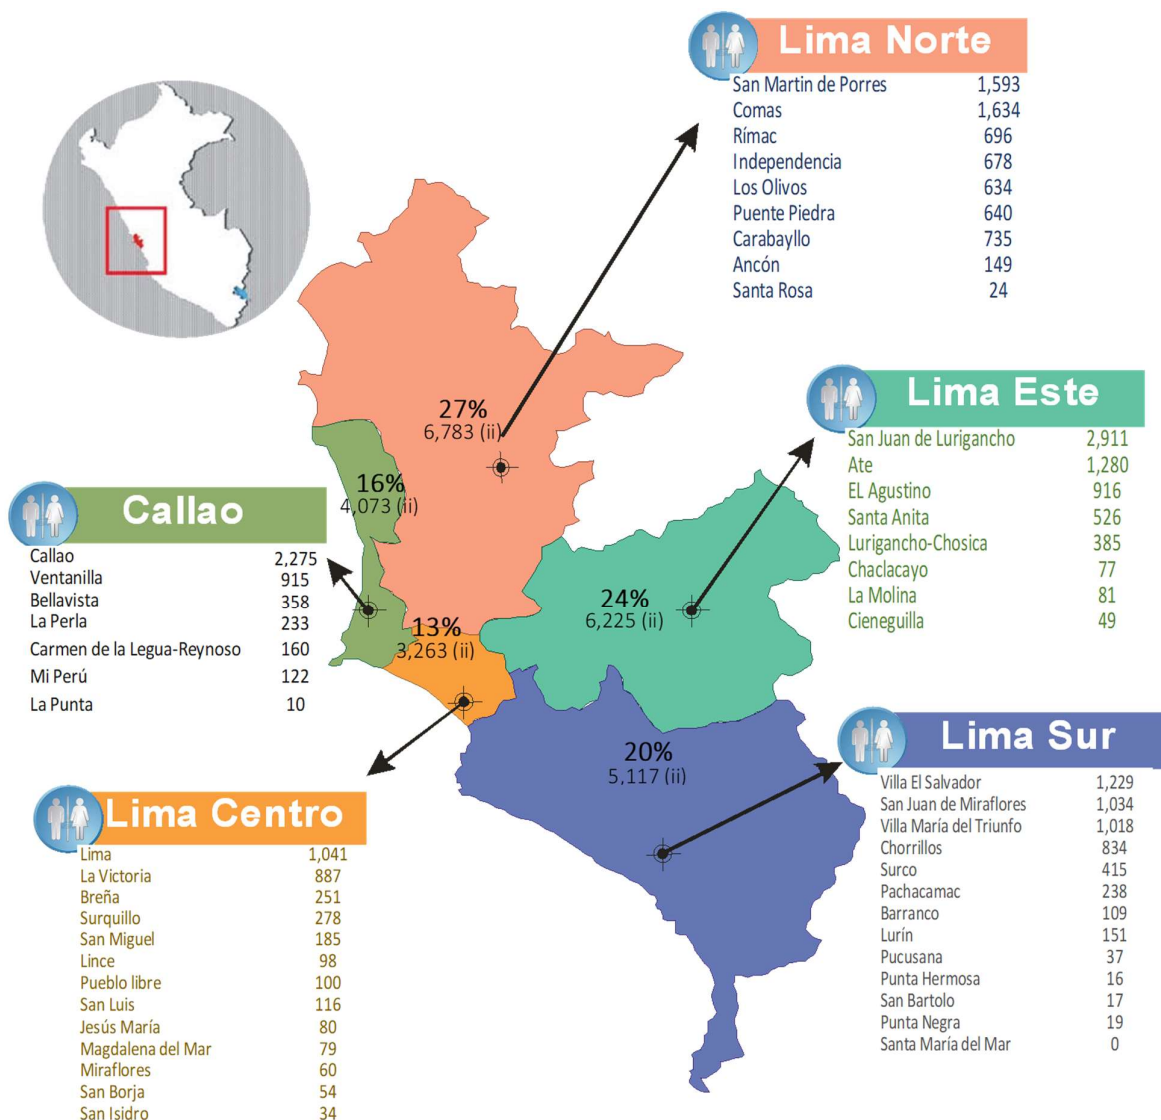 Lima Norte
San Martin de Porres 1,593
Comas 1,634
Rímac 696
Independencia 678
Los Olivos 634
Puente Piedra 640
Carabayllo 735
Ancón 149
Santa Rosa 24
Lima Este
San Juan de Lurigancho 2,911
Ate 1,280
EL Agustino 916
Santa Anita 526
Lurigancho-Chosica 385
Chaclacayo 77
La Molina 81
Cieneguilla 49
27%
6,783 (ii)
16%
4,073 (ii)
24%
6,225 (ii)
13%
3,263 (ii)
20%
5,117 (ii)
Callao
Callao 2,275
Ventanilla 915
Bellavista 358
La Perla 233
Carmen de la Legua-Reynoso 160
Mi Perú 122
La Punta 10
Lima Centro
Lima 1,041
La Victoria 887
Breña 251
Surquillo 278
San Miguel 185
Lince 98
Pueblo libre 100
San Luis 116
Jesús María 80
Magdalena del Mar 79
Miraflores 60
San Borja 54
San Isidro 34
Lima Sur
Villa El Salvador 1,229
San Juan de Miraflores 1,034
Villa María del Triunfo 1,018
Chorrillos 834
Surco 415
Pachacamac 238
Barranco 109
Lurín 151
Pucusana 37
Punta Hermosa 16
San Bartolo 17
Punta Negra 19
Santa María del Mar 0